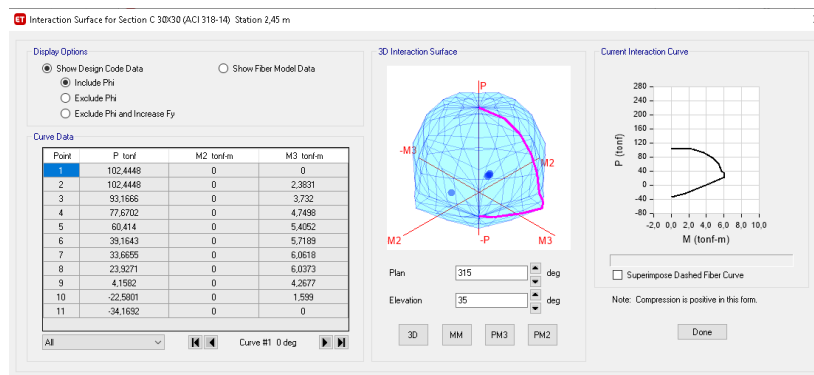 ET Interaction Surface for Section C 30X30 (ACI 318-14) Station 2,45 m
Display Options
Show Design Code Data
Show Fiber Model Data
Include Phi
Exclude Phi
Exclude Phi and Increase Fy
Curve Data
Point P tonf M2 tonf-m M3 tonf-m
1 102,4448 0 0
2 102,4448 0 2,3831
3 93,1666 0 3,732
4 77,6702 0 4,7498
5 60,414 0 5,4052
6 39,1643 0 5,7189
7 33,6655 0 6,0618
8 23,9271 0 6,0373
9 4,1582 0 4,2677
10 -22,5801 0 1,599
11 -34,1692 0 0
All
Curve #1 0 deg
3D Interaction Surface
P
-M3
M2
M2
-P
M3
Plan 315 deg
Elevation 35 deg
3D MM PM3 PM2
Current Interaction Curve
280
240
200
160
120
80
40
0
-40
-80
P (tonf)
-2,0 0,0 2,0 4,0 6,0 8,0 10,0
M (tonf-m)
Superimpose Dashed Fiber Curve
Note: Compression is positive in this form.
Done